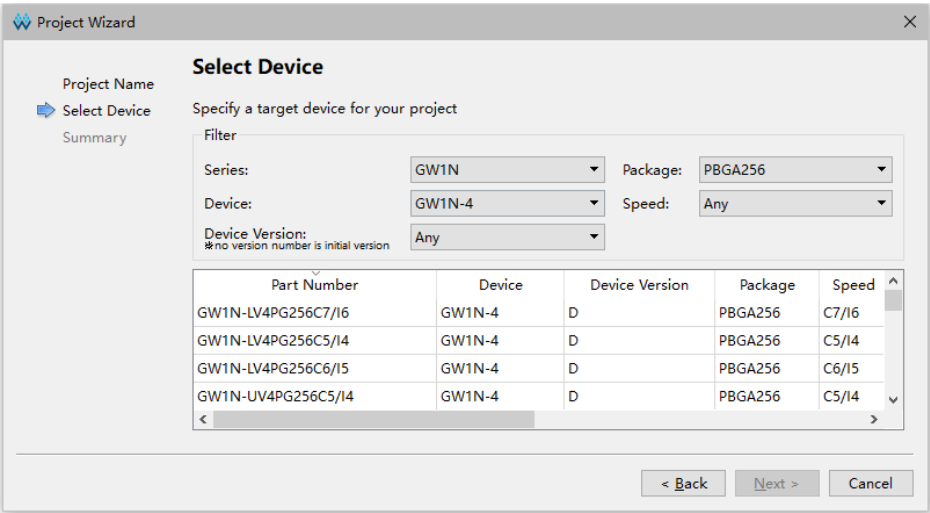 Project Wizard
Select Device
Project Name
Select Device
Specify a target device for your project
Summary
Filter
Series: GW1N Package: PBGA256
Device: GW1N-4 Speed: Any
Device Version: Any
※no version number is initial version
Part Number Device Device Version Package Speed
GW1N-LV4PG256C7/I6 GW1N-4 D PBGA256 C7/I6
GW1N-LV4PG256C5/I4 GW1N-4 D PBGA256 C5/I4
GW1N-LV4PG256C6/I5 GW1N-4 D PBGA256 C6/I5
GW1N-UV4PG256C5/I4 GW1N-4 D PBGA256 C5/I4
< Back Next > Cancel